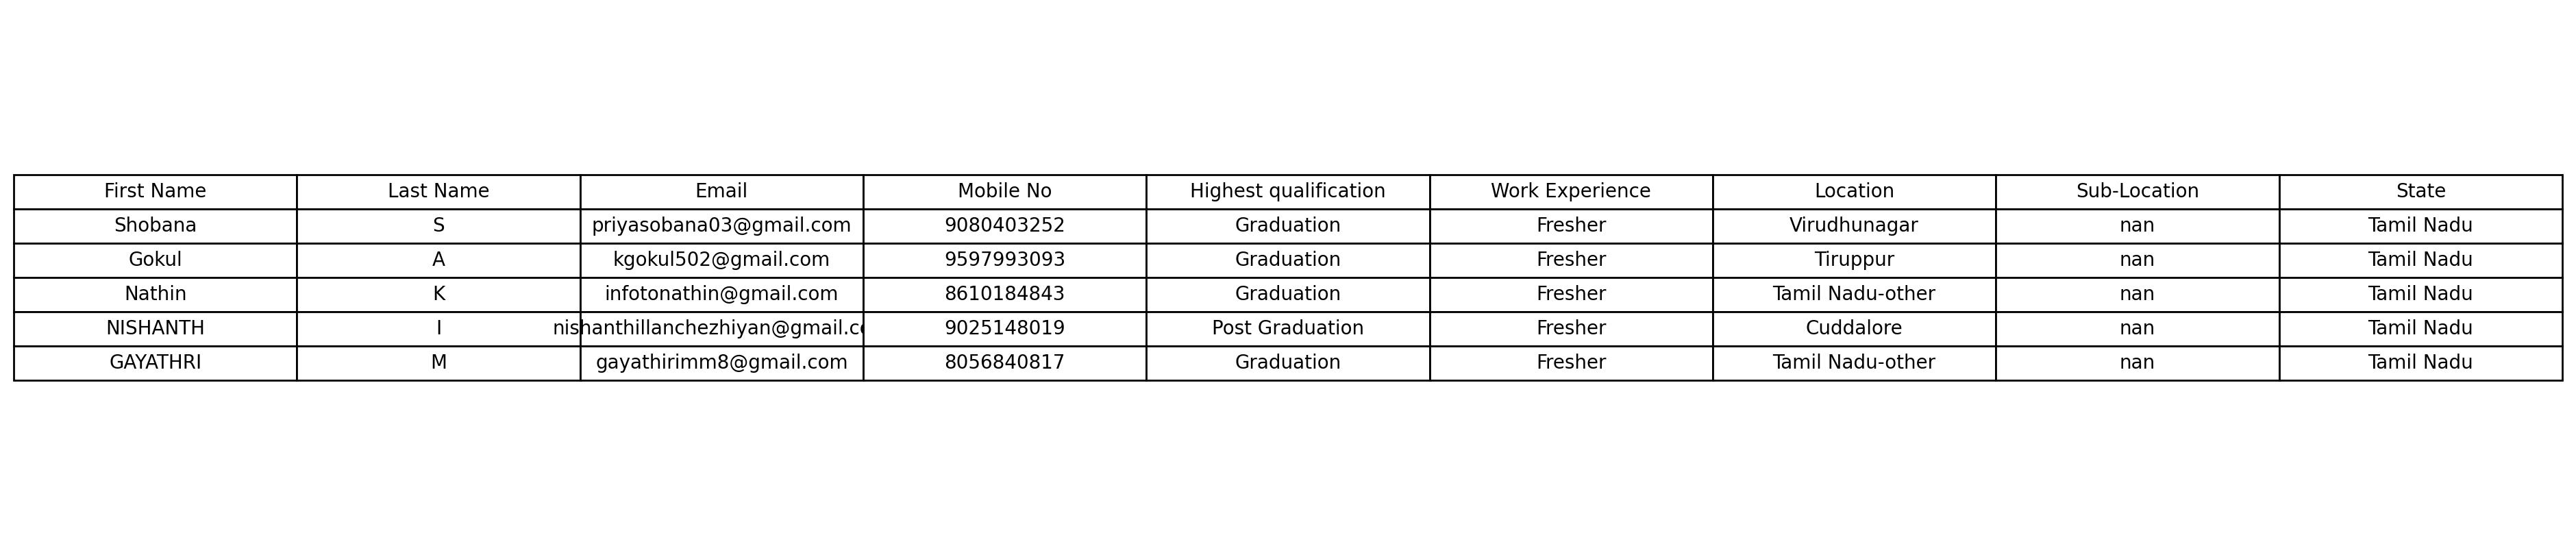 First Name Last Name Email Mobile No Highest qualification Work Experience Location Sub-Location State
Shobana S priyasobana03@gmail.com 9080403252 Graduation Fresher Virudhunagar nan Tamil Nadu
Gokul A kgokul502@gmail.com 9597993093 Graduation Fresher Tiruppur nan Tamil Nadu
Nathin K infotonathin@gmail.com 8610184843 Graduation Fresher Tamil Nadu-other nan Tamil Nadu
NISHANTH I nishanthillanchezhiyan@gmail.c 9025148019 Post Graduation Fresher Cuddalore nan Tamil Nadu
GAYATHRI M gayathirimm8@gmail.com 8056840817 Graduation Fresher Tamil Nadu-other nan Tamil Nadu